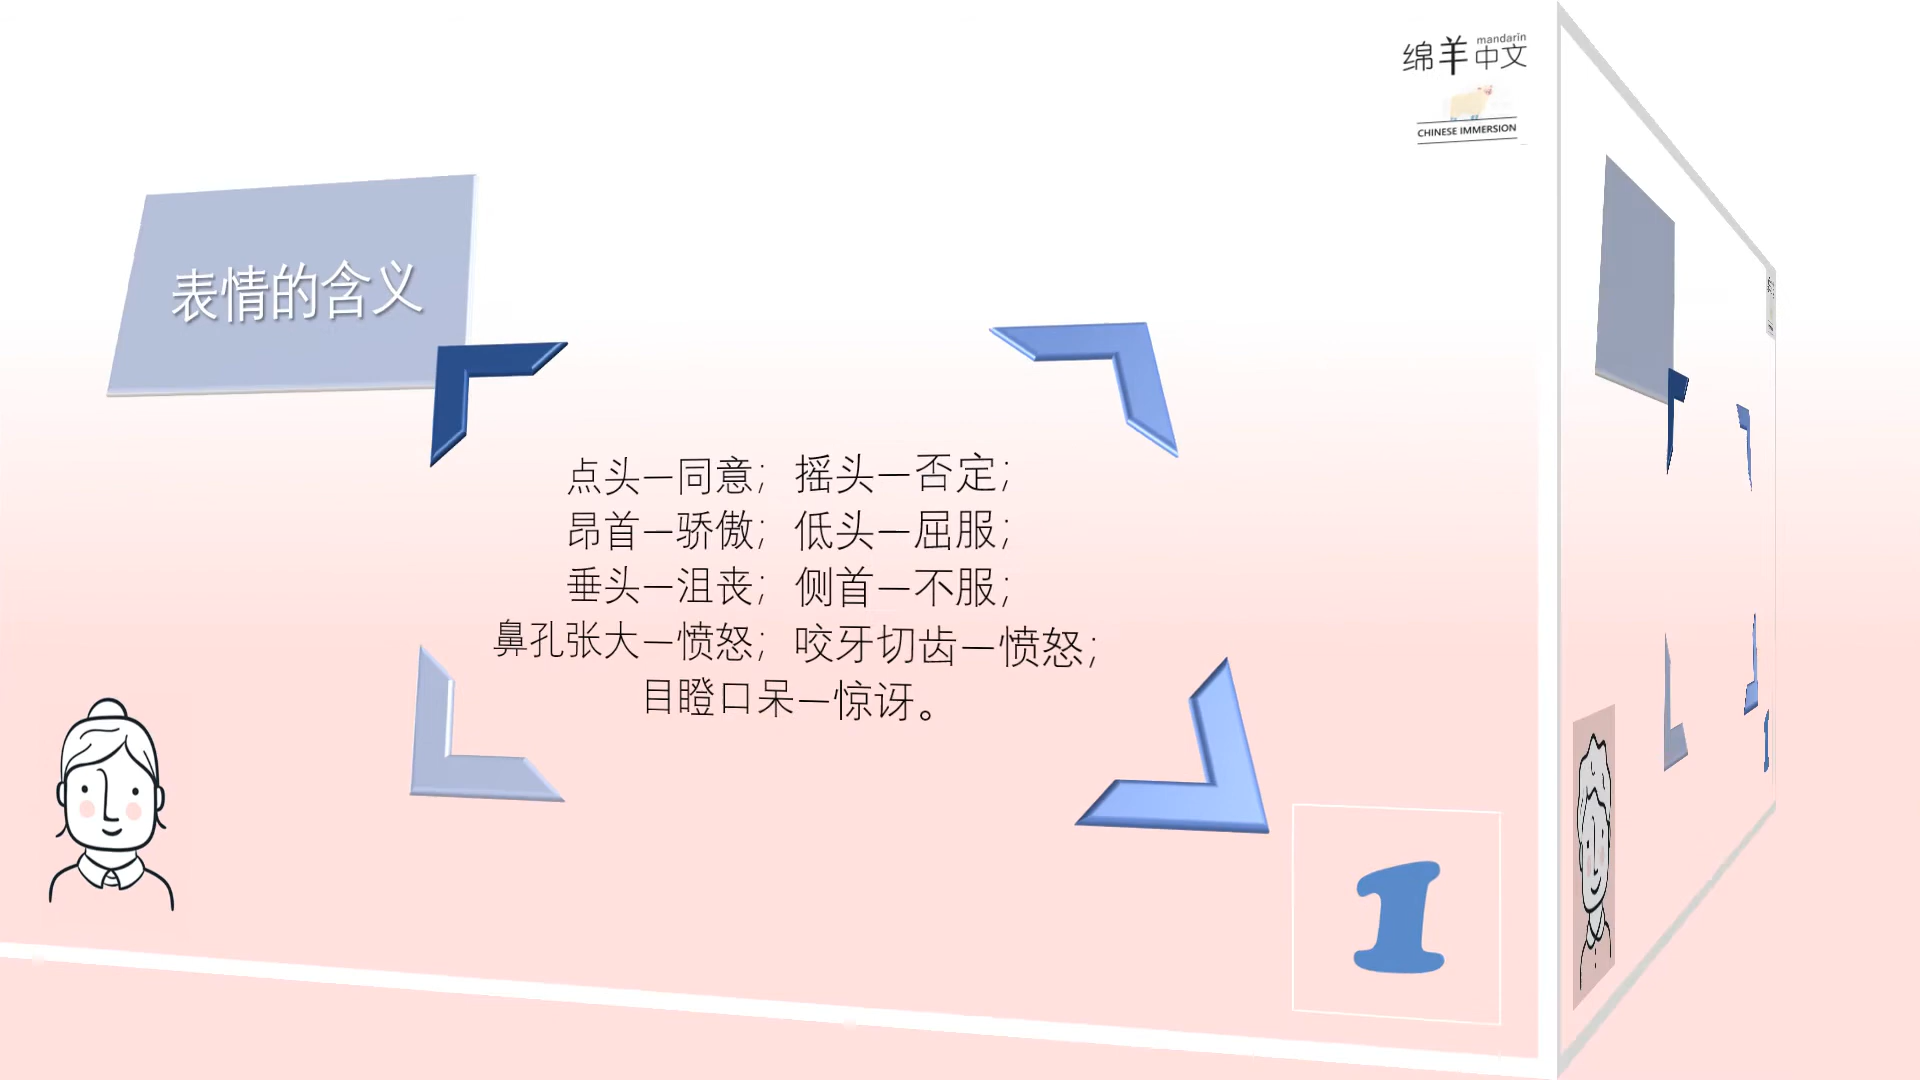 绵羊中文
mandarin
CHINESE IMMERSION
表情的含义
点头—同意；摇头—否定；
昂首—骄傲；低头—屈服；
垂头—沮丧；侧首—不服；
鼻孔张大—愤怒；咬牙切齿—愤怒；
目瞪口呆—惊讶。
1
1